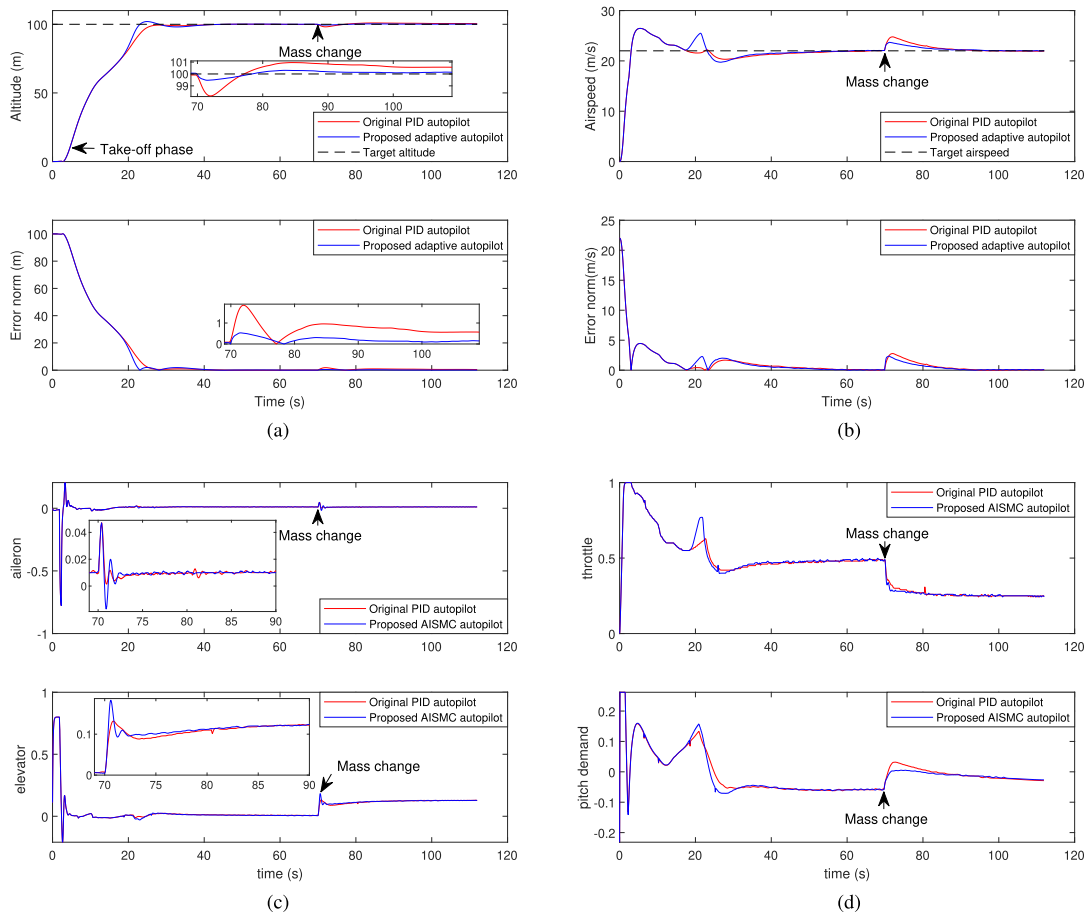 Altitude (m)
100
50
0
0
20
40
60
80
100
120
Mass change
Take-off phase
101
100
99
70
80
90
100
Original PID autopilot
Proposed adaptive autopilot
Target altitude
Error norm (m)
100
80
60
40
20
0
0
20
40
60
80
100
120
1
0
70
80
90
100
Original PID autopilot
Proposed adaptive autopilot
Time (s)
(a)
Airspeed (m/s)
30
20
10
0
0
20
40
60
80
100
120
Mass change
Original PID autopilot
Proposed adaptive autopilot
Target airspeed
Error norm(m/s)
25
20
15
10
5
0
0
20
40
60
80
100
120
Original PID autopilot
Proposed adaptive autopilot
Time (s)
(b)
aileron
0
-0.5
-1
0
20
40
60
80
100
120
Mass change
0.04
0.02
0
70
75
80
85
90
Original PID autopilot
Proposed AISMC autopilot
elevator
1
0.5
0
0
20
40
60
80
100
120
0.1
0
70
75
80
85
90
Mass change
Original PID autopilot
Proposed AISMC autopilot
time (s)
(c)
throttle
1
0.5
0
0
20
40
60
80
100
120
Mass change
Original PID autopilot
Proposed AISMC autopilot
pitch demand
0.2
0.1
0
-0.1
-0.2
0
20
40
60
80
100
120
Mass change
Original PID autopilot
Proposed AISMC autopilot
time (s)
(d)